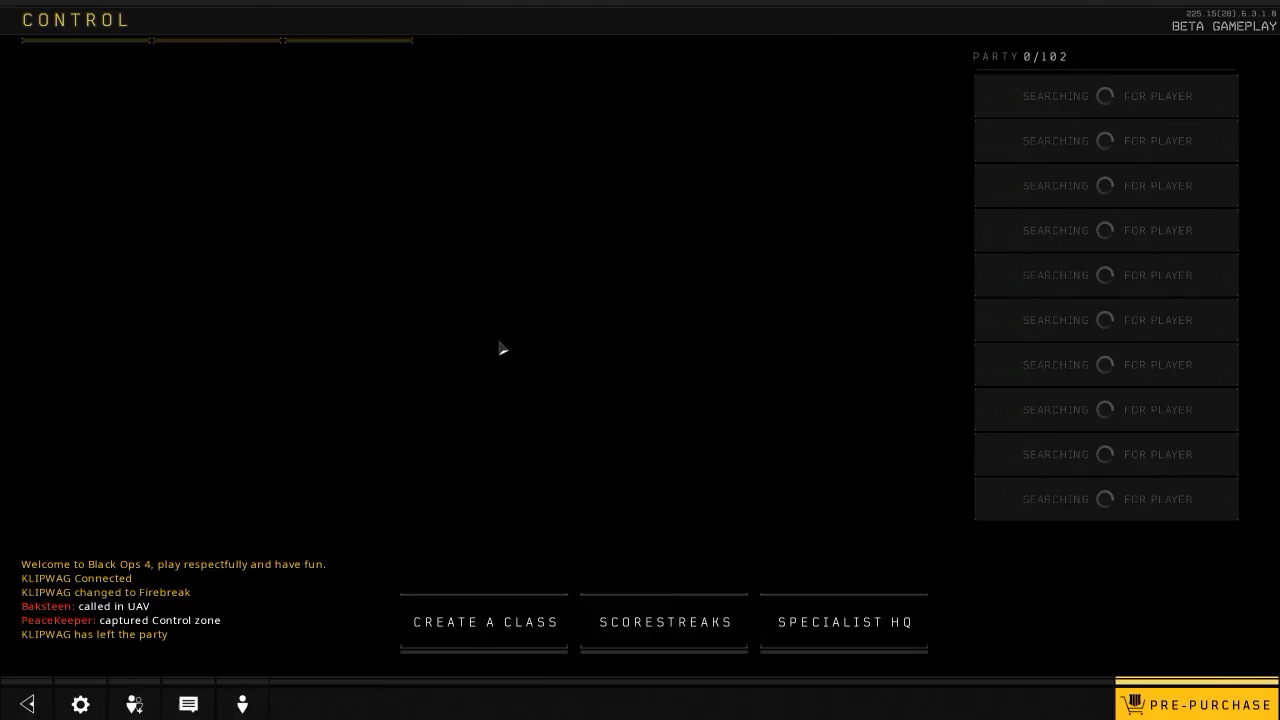 CONTROL
225.15(28).6.3.1.0
BETA GAMEPLAY
PARTY 0/102
SEARCHING FOR PLAYER
SEARCHING FOR PLAYER
SEARCHING FOR PLAYER
SEARCHING FOR PLAYER
SEARCHING FOR PLAYER
SEARCHING FOR PLAYER
SEARCHING FOR PLAYER
SEARCHING FOR PLAYER
SEARCHING FOR PLAYER
SEARCHING FOR PLAYER
Welcome to Black Ops 4, play respectfully and have fun.
KLIPWAG Connected
KLIPWAG changed to Firebreak
Baksteen: called in UAV
PeaceKeeper: captured Control zone
KLIPWAG has left the party
CREATE A CLASS
SCORESTREAKS
SPECIALIST HQ
PRE-PURCHASE